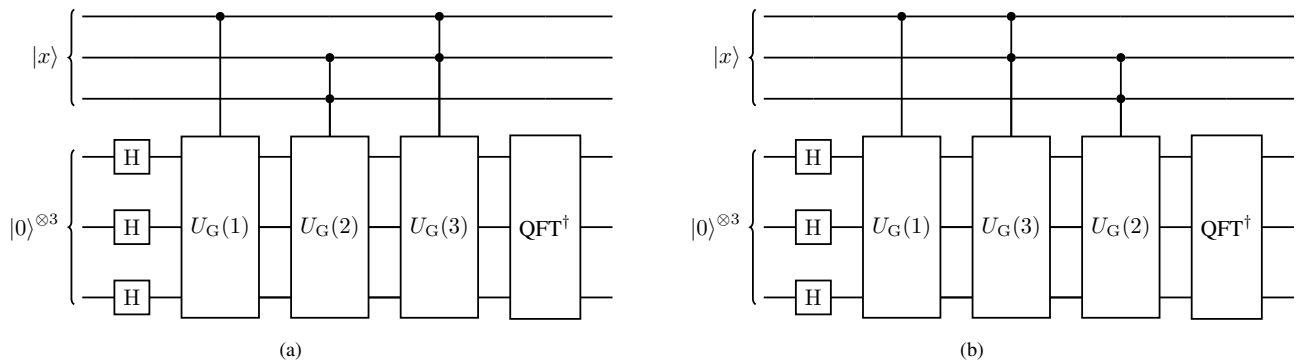 |x⟩
|0⟩⊗3
H
H
H
U_G(1)
U_G(2)
U_G(3)
QFT†
(a)
|x⟩
|0⟩⊗3
H
H
H
U_G(1)
U_G(3)
U_G(2)
QFT†
(b)